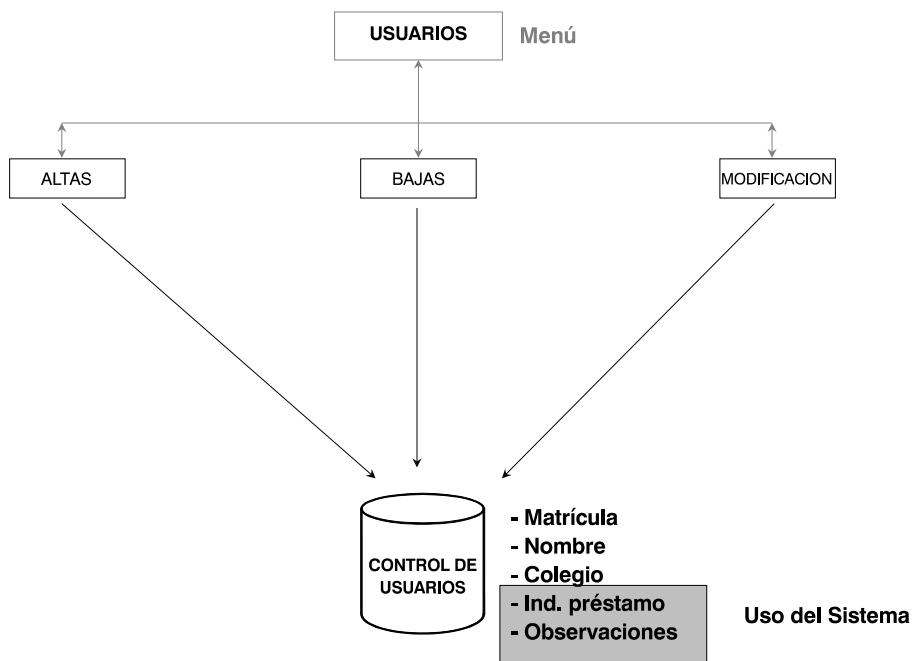 USUARIOS Menú
ALTAS BAJAS MODIFICACION
CONTROL DE
USUARIOS
- Matrícula
- Nombre
- Colegio
- Ind. préstamo
- Observaciones
Uso del Sistema